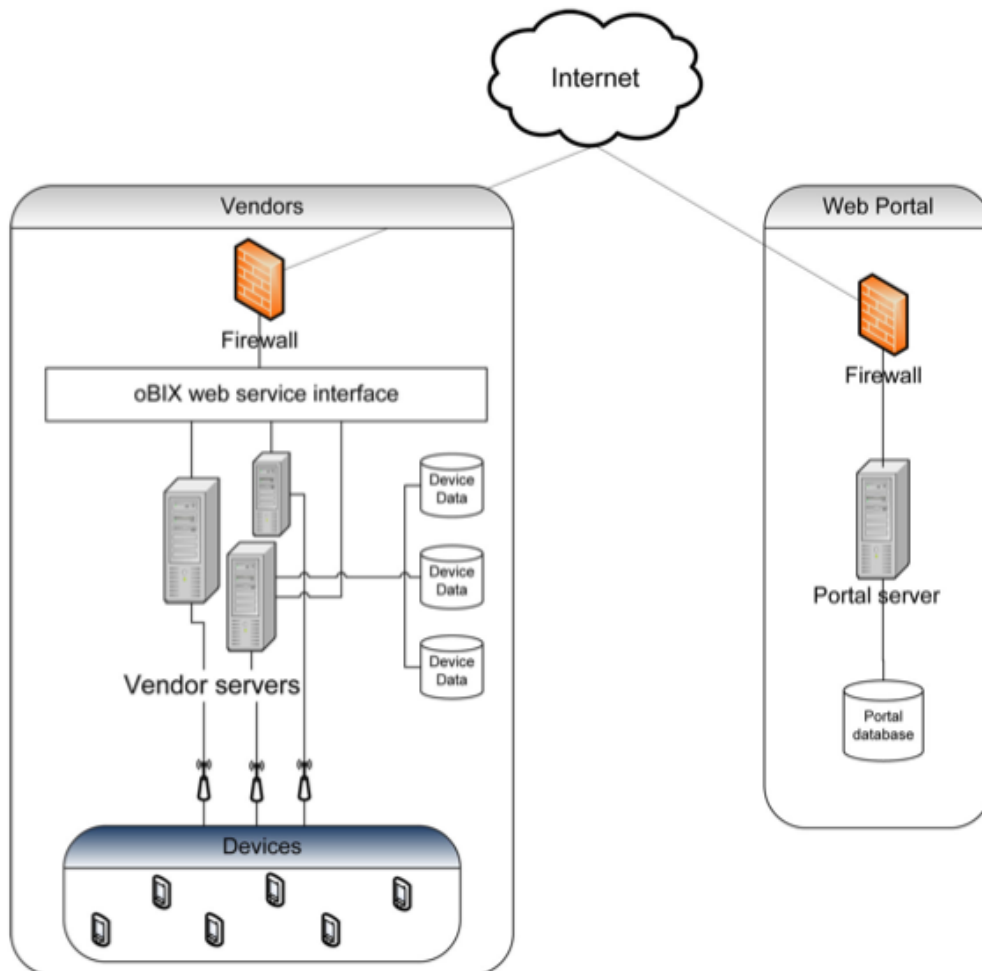 Internet
Vendors
Firewall
oBIX web service interface
Device
Data
Device
Data
Device
Data
Vendor servers
Devices
Web Portal
Firewall
Portal server
Portal
database